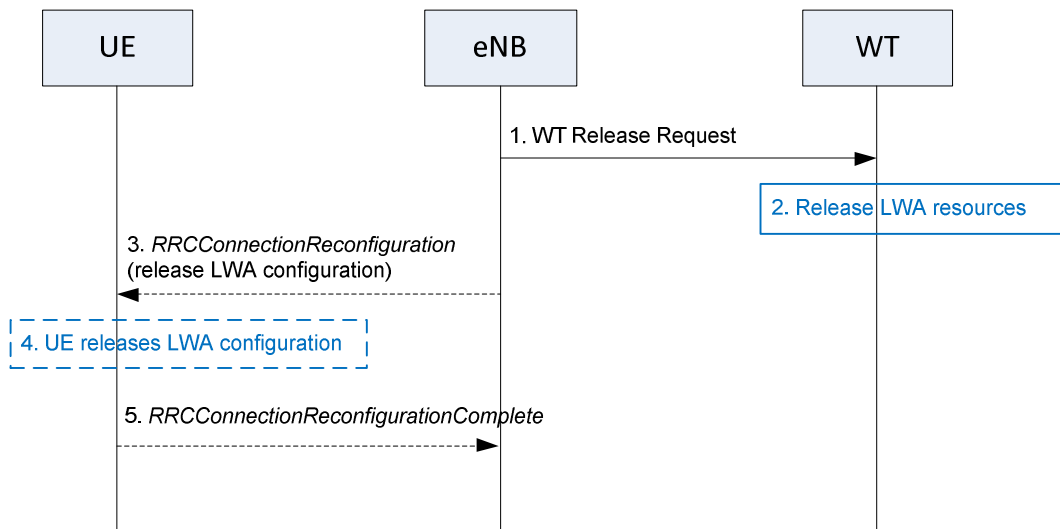 UE
eNB
WT
1. WT Release Request
2. Release LWA resources
3. RRCConnectionReconfiguration
(release LWA configuration)
4. UE releases LWA configuration
5. RRCConnectionReconfigurationComplete